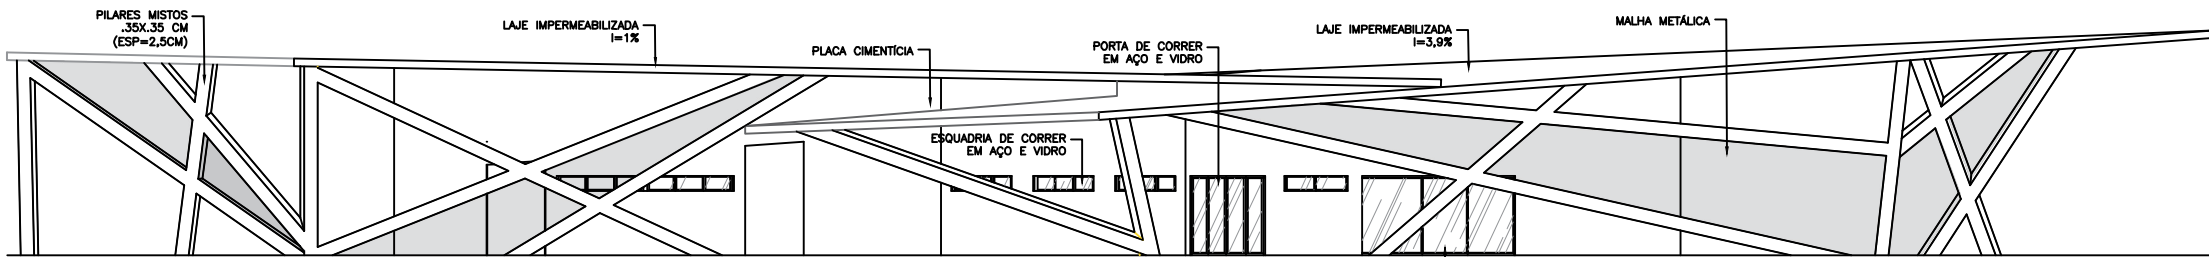 PILARES MISTOS
.35X.35 CM
(ESP=2,5CM)
LAJE IMPERMEABILIZADA
I=1%
PLACA CIMENTÍCIA
ESQUADRIA DE CORRER
EM AÇO E VIDRO
PORTA DE CORRER
EM AÇO E VIDRO
LAJE IMPERMEABILIZADA
I=3,9%
MALHA METÁLICA